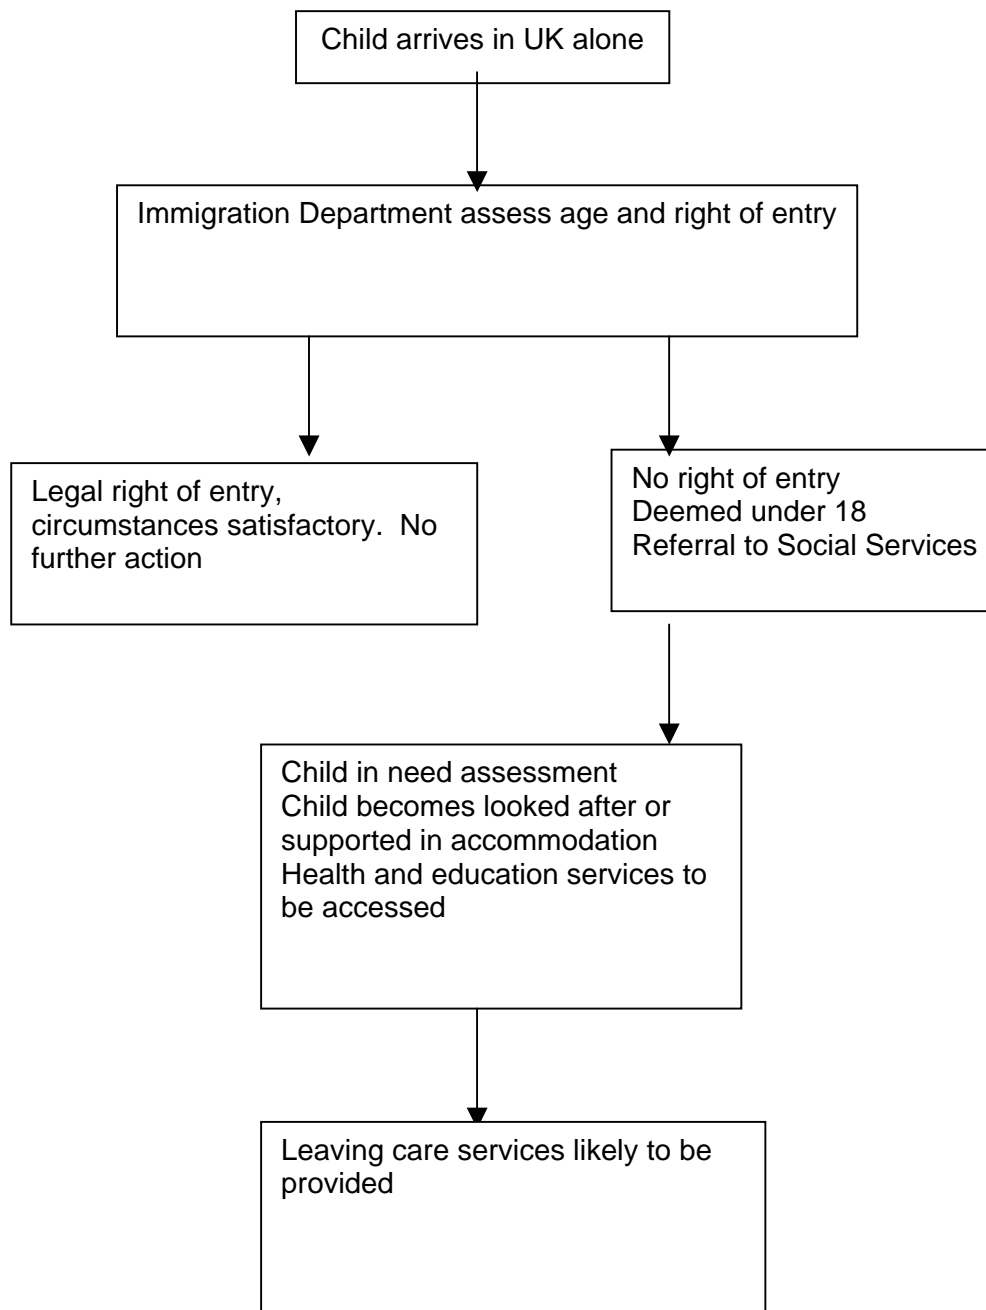 Child arrives in UK alone
Immigration Department assess age and right of entry
Legal right of entry,
circumstances satisfactory.  No
further action
No right of entry
Deemed under 18
Referral to Social Services
Child in need assessment
Child becomes looked after or
supported in accommodation
Health and education services to
be accessed
Leaving care services likely to be
provided